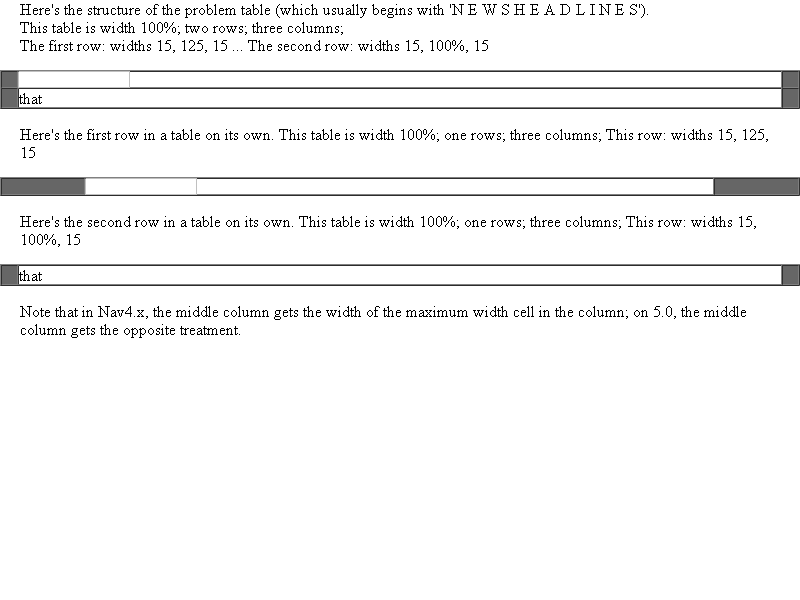 Here's the structure of the problem table (which usually begins with 'N E W S H E A D L I N E S').
This table is width 100%; two rows; three columns;
The first row: widths 15, 125, 15 ... The second row: widths 15, 100%, 15
that
Here's the first row in a table on its own. This table is width 100%; one rows; three columns; This row: widths 15, 125,
15
Here's the second row in a table on its own. This table is width 100%; one rows; three columns; This row: widths 15,
100%, 15
that
Note that in Nav4.x, the middle column gets the width of the maximum width cell in the column; on 5.0, the middle
column gets the opposite treatment.